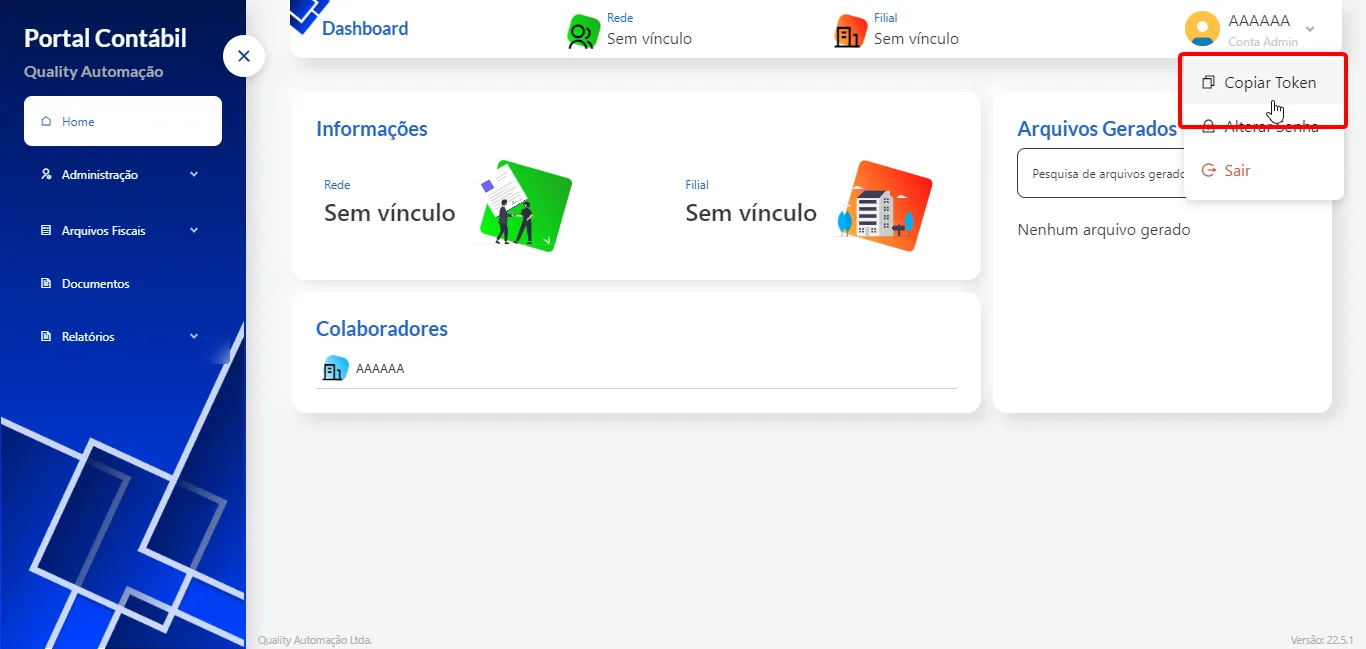 Portal Contábil
Quality Automação
Home
Administração
Arquivos Fiscais
Documentos
Relatórios
Dashboard
Rede
Sem vínculo
Filial
Sem vínculo
AAAAAA
Conta Admin
Copiar Token
Alterar Senha
Sair
Informações
Rede
Sem vínculo
Filial
Sem vínculo
Colaboradores
AAAAAA
Arquivos Gerados
Pesquisa de arquivos gerado
Nenhum arquivo gerado
Quality Automação Ltda.
Versão: 22.5.1